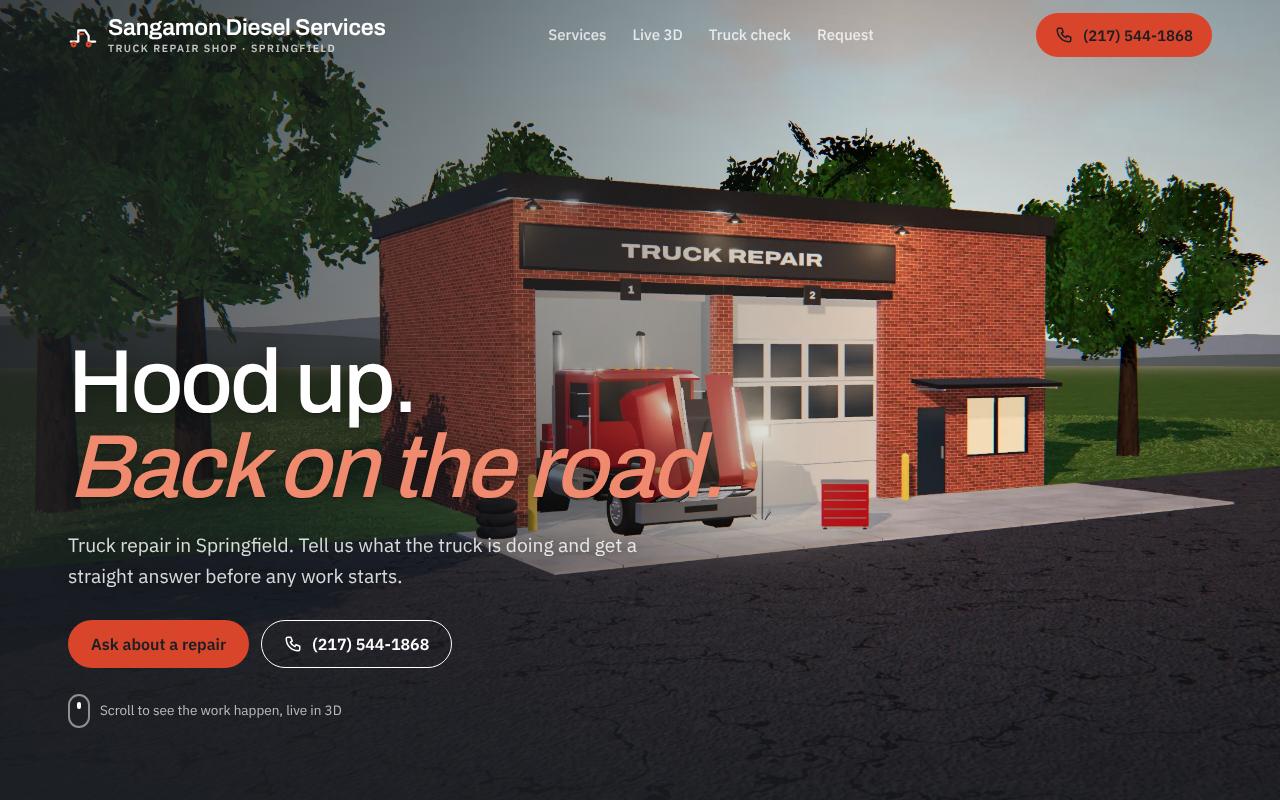 Sangamon Diesel Services
TRUCK REPAIR SHOP · SPRINGFIELD
Services
Live 3D
Truck check
Request
(217) 544-1868
TRUCK REPAIR
1
2
Hood up.
Back on the road.
Truck repair in Springfield. Tell us what the truck is doing and get a
straight answer before any work starts.
Ask about a repair
(217) 544-1868
Scroll to see the work happen, live in 3D